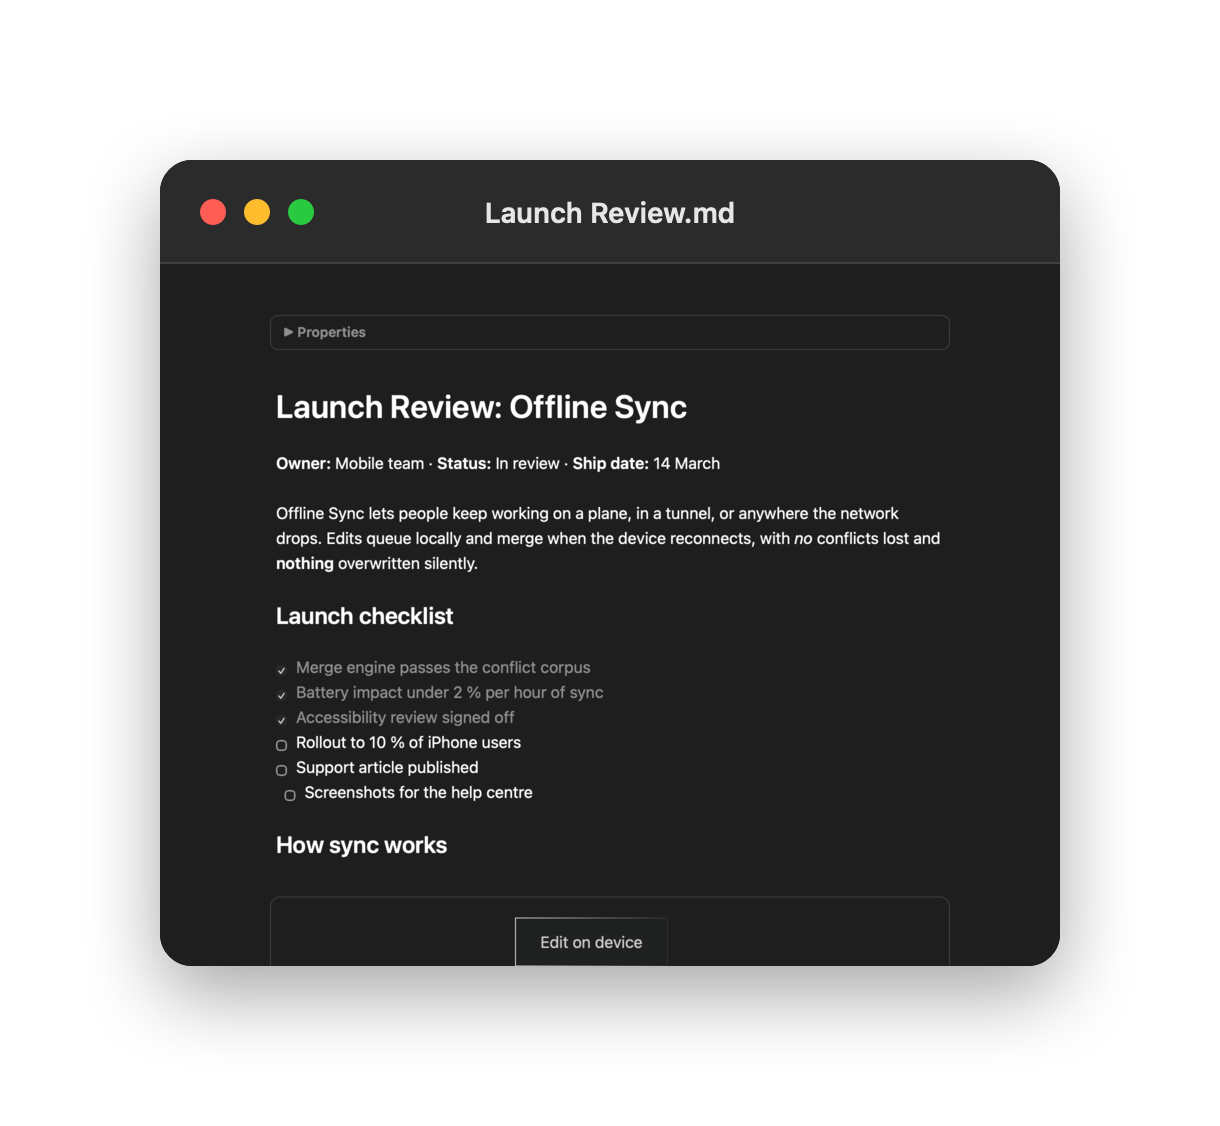 Launch Review.md
Properties
Launch Review: Offline Sync
Owner: Mobile team · Status: In review · Ship date: 14 March
Offline Sync lets people keep working on a plane, in a tunnel, or anywhere the network
drops. Edits queue locally and merge when the device reconnects, with no conflicts lost and
nothing overwritten silently.
Launch checklist
Merge engine passes the conflict corpus
Battery impact under 2 % per hour of sync
Accessibility review signed off
Rollout to 10 % of iPhone users
Support article published
Screenshots for the help centre
How sync works
Edit on device